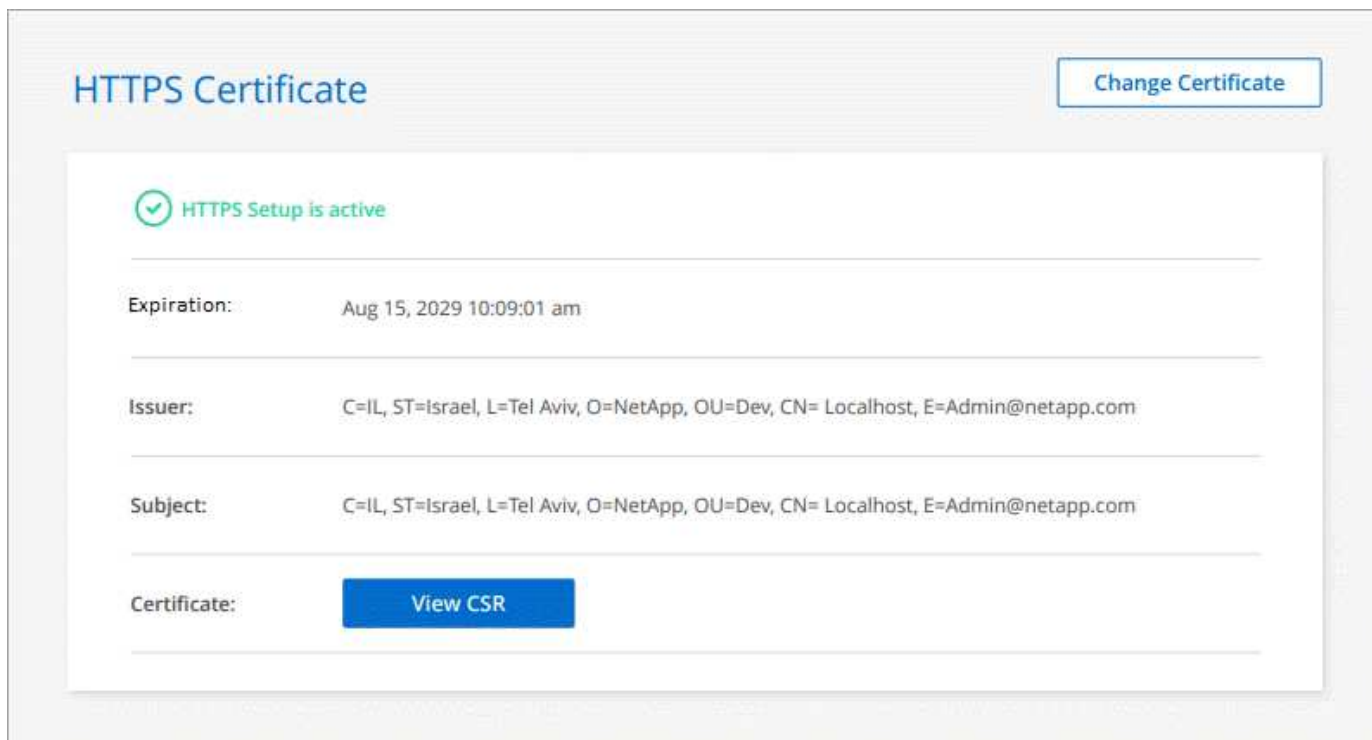 HTTPS Certificate
Change Certificate
HTTPS Setup is active
Expiration: Aug 15, 2029 10:09:01 am
Issuer: C=IL, ST=Israel, L=Tel Aviv, O=NetApp, OU=Dev, CN= Localhost, E=Admin@netapp.com
Subject: C=IL, ST=Israel, L=Tel Aviv, O=NetApp, OU=Dev, CN= Localhost, E=Admin@netapp.com
Certificate: View CSR